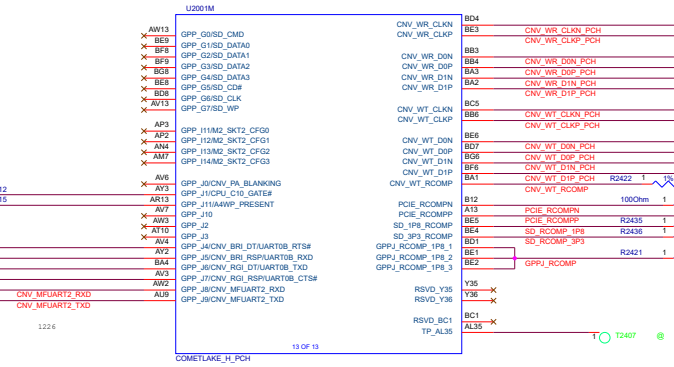 U2001M
AW13 GPP_G0/SD_CMD
BE9 GPP_G1/SD_DATA0
BF8 GPP_G2/SD_DATA1
BF9 GPP_G3/SD_DATA2
BG8 GPP_G4/SD_DATA3
BE8 GPP_G5/SD_CD#
BD8 GPP_G6/SD_CLK
AV13 GPP_G7/SD_WP
AP3 GPP_I11/M2_SKT2_CFG0
AP2 GPP_I12/M2_SKT2_CFG1
AN4 GPP_I13/M2_SKT2_CFG2
AM7 GPP_I14/M2_SKT2_CFG3
AV6 GPP_J0/CNV_PA_BLANKING
12 AY3 GPP_J1/CPU_C10_GATE#
15 AR13 GPP_J11/A4WP_PRESENT
AV7 GPP_J10
AW3 GPP_J2
AT10 GPP_J3
AV4 GPP_J4/CNV_BRI_DT/UART0B_RTS#
AY2 GPP_J5/CNV_BRI_RSP/UART0B_RXD
BA4 GPP_J6/CNV_RGI_DT/UART0B_TXD
AV3 GPP_J7/CNV_RGI_RSP/UART0B_CTS#
AW2 GPP_J8/CNV_MFUART2_RXD
CNV_MFUART2_RXD AU9 GPP_J9/CNV_MFUART2_TXD
CNV_MFUART2_TXD
1226
CNV_WR_CLKN BD4
CNV_WR_CLKP BE3 CNV_WR_CLKN_PCH
CNV_WR_CLKP_PCH
CNV_WR_D0N BB3
CNV_WR_D0P BB4 CNV_WR_D0N_PCH
CNV_WR_D1N BA3 CNV_WR_D0P_PCH
CNV_WR_D1P BA2 CNV_WR_D1N_PCH
CNV_WR_D1P_PCH
CNV_WT_CLKN BC5
CNV_WT_CLKP BB6 CNV_WT_CLKN_PCH
CNV_WT_CLKP_PCH
CNV_WT_D0N BE6
CNV_WT_D0P BD7 CNV_WT_D0N_PCH
CNV_WT_D1N BG6 CNV_WT_D0P_PCH
CNV_WT_D1P BF6 CNV_WT_D1N_PCH
CNV_WT_RCOMP BA1 CNV_WT_D1P_PCH R2422 1 1%
CNV_WT_RCOMP
PCIE_RCOMPN B12 100Ohm 1
PCIE_RCOMPP A13 PCIE_RCOMPN
SD_1P8_RCOMP BE5 PCIE_RCOMPP R2435 1
SD_3P3_RCOMP BE4 SD_RCOMP_1P8 R2436 1
GPPJ_RCOMP_1P8_1 BD1 SD_RCOMP_3P3
GPPJ_RCOMP_1P8_2 BE1 R2421 1
GPPJ_RCOMP_1P8_3 BE2 GPPJ_RCOMP
RSVD_Y35 Y35
RSVD_Y36 Y36
RSVD_BC1 BC1
TP_AL35 AL35
1 T2407 @
13 OF 13
COMETLAKE_H_PCH